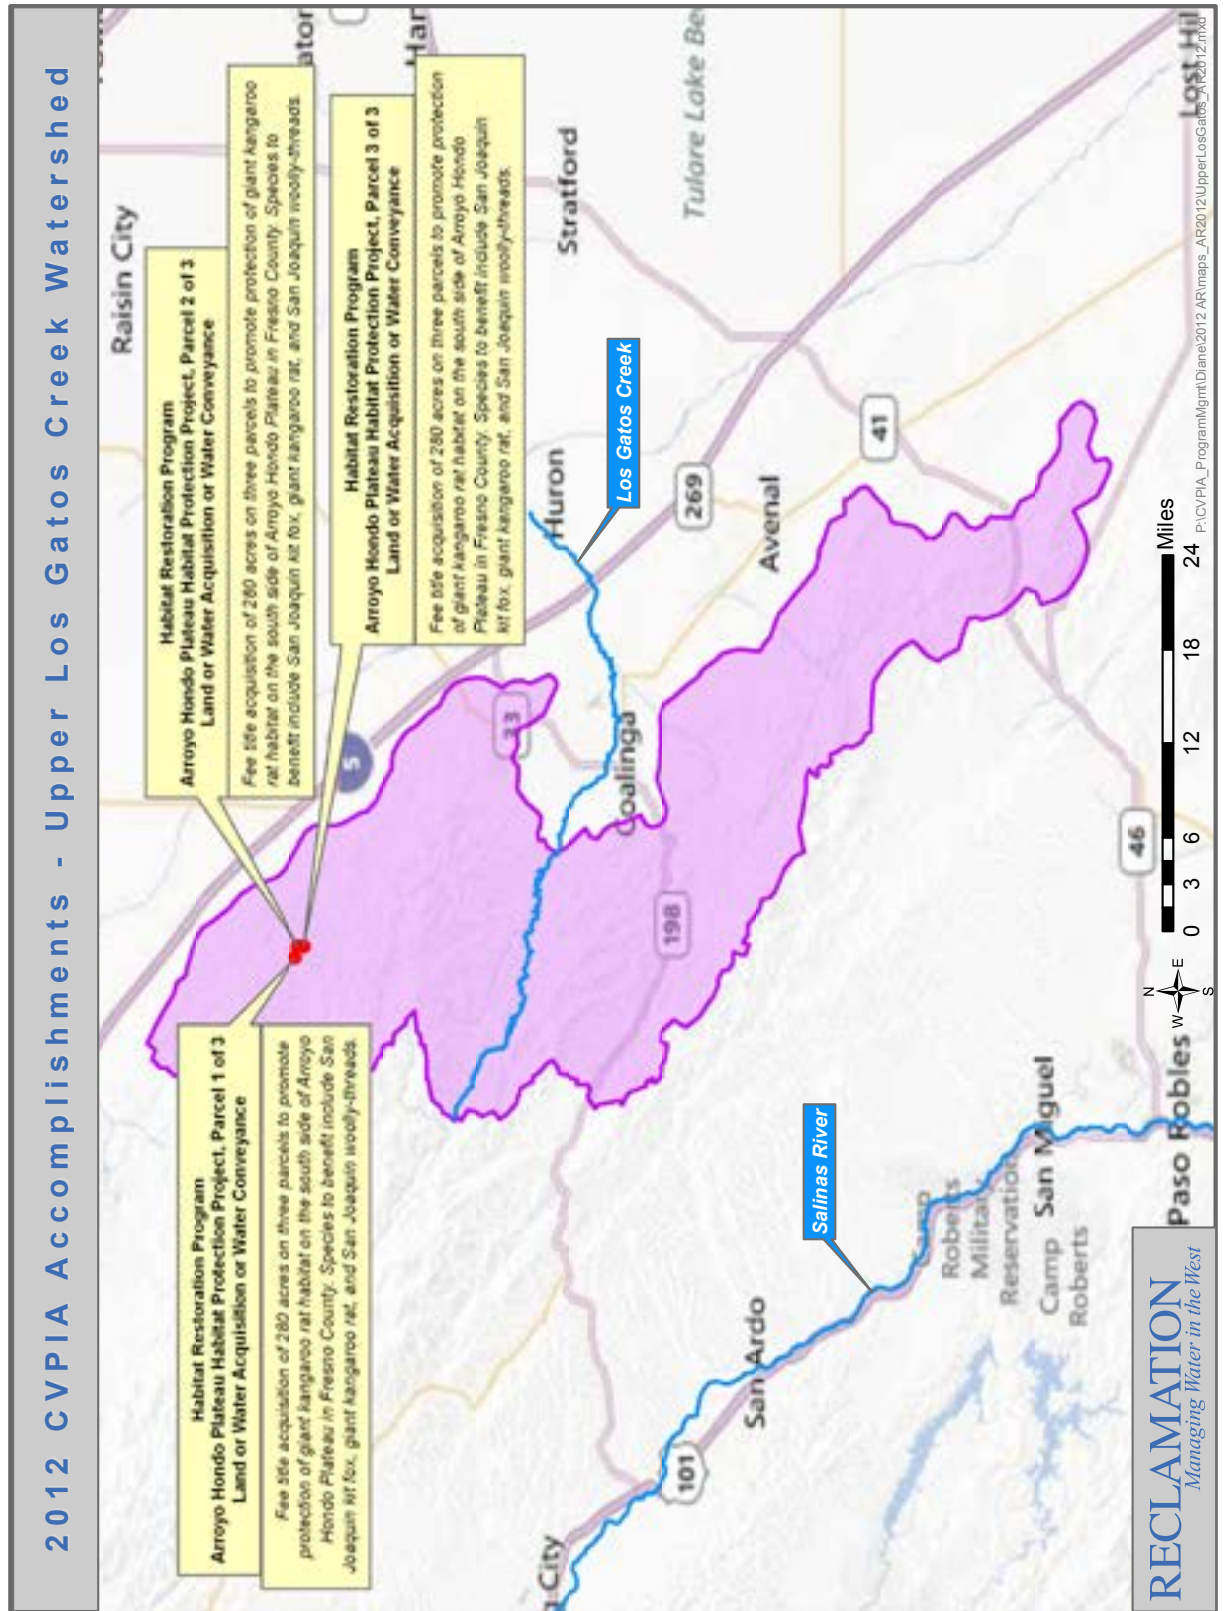 2012 CVPIA Accomplishments - Upper Los Gatos Creek Watershed
Habitat Restoration Program
Arroyo Hondo Plateau Habitat Protection Project, Parcel 1 of 3
Land or Water Acquisition or Water Conveyance
Fee title acquisition of 280 acres on three parcels to promote
protection of giant kangaroo rat habitat on the south side of Arroyo
Hondo Plateau in Fresno County. Species to benefit include San
Joaquin kit fox, giant kangaroo rat, and San Joaquin woolly-threads.
Habitat Restoration Program
Arroyo Hondo Plateau Habitat Protection Project, Parcel 2 of 3
Land or Water Acquisition or Water Conveyance
Fee title acquisition of 280 acres on three parcels to promote protection of giant kangaroo
rat habitat on the south side of Arroyo Hondo Plateau in Fresno County. Species to
benefit include San Joaquin kit fox, giant kangaroo rat, and San Joaquin woolly-threads.
Habitat Restoration Program
Arroyo Hondo Plateau Habitat Protection Project, Parcel 3 of 3
Land or Water Acquisition or Water Conveyance
Fee title acquisition of 280 acres on three parcels to promote protection
of giant kangaroo rat habitat on the south side of Arroyo Hondo
Plateau in Fresno County. Species to benefit include San Joaquin
kit fox, giant kangaroo rat, and San Joaquin woolly-threads.
Raisin City
Stratford
Tulare Lake Be
5
33
Huron
Los Gatos Creek
Coalinga
269
Avenal
41
198
46
Lost Hil
City
101
San Ardo
Salinas River
Camp
Roberts
Military
Reservation
Camp
Roberts
San Miguel
Paso Robles
N
W E
S
0 3 6 12 18 24
Miles
RECLAMATION
Managing Water in the West
P:\CVPIA_ProgramMgmt\Diane\2012 AR\maps_AR2012\UpperLosGatos_AR2012.mxd